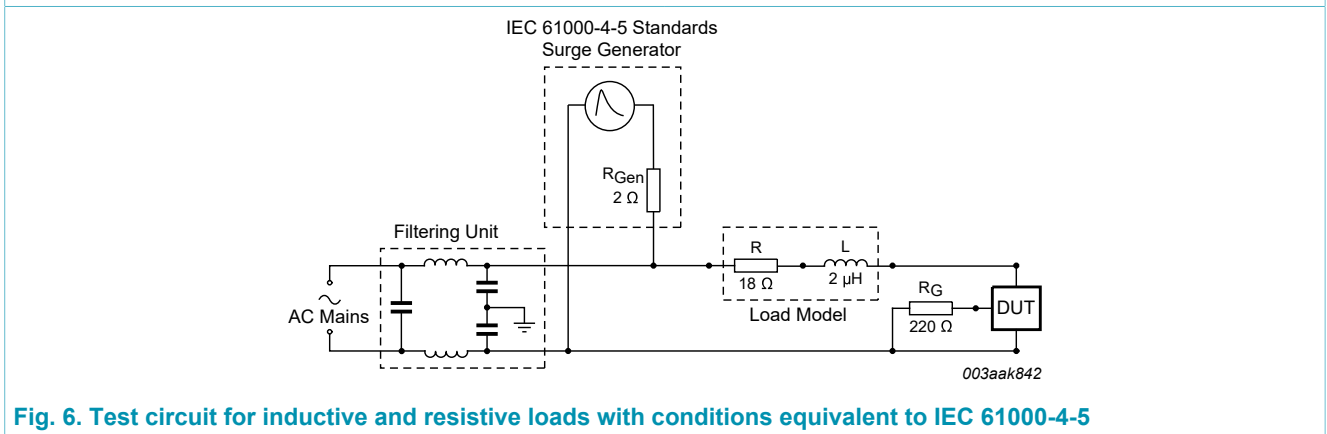 IEC 61000-4-5 Standards
Surge Generator
RGen
2 Ω
Filtering Unit
R
L
18 Ω
2 μH
Load Model
RG
220 Ω
DUT
AC Mains
003aak842
Fig. 6. Test circuit for inductive and resistive loads with conditions equivalent to IEC 61000-4-5